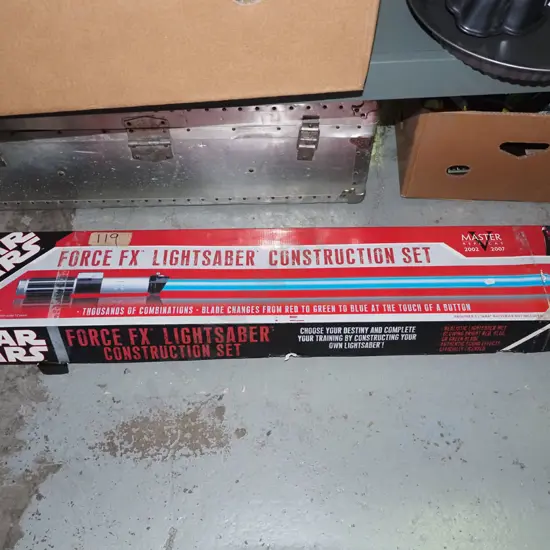 STAR
WARS
119
FORCE FX LIGHTSABER CONSTRUCTION SET
MASTER
REPLICAS
2003 2007
· THOUSANDS OF COMBINATIONS · BLADE CHANGES FROM RED TO GREEN TO BLUE AT THE TOUCH OF A BUTTON
STAR
WARS
FORCE FX LIGHTSABER
CONSTRUCTION SET
CHOOSE YOUR DESTINY AND COMPLETE
YOUR TRAINING BY CONSTRUCTING YOUR
OWN LIGHTSABER!